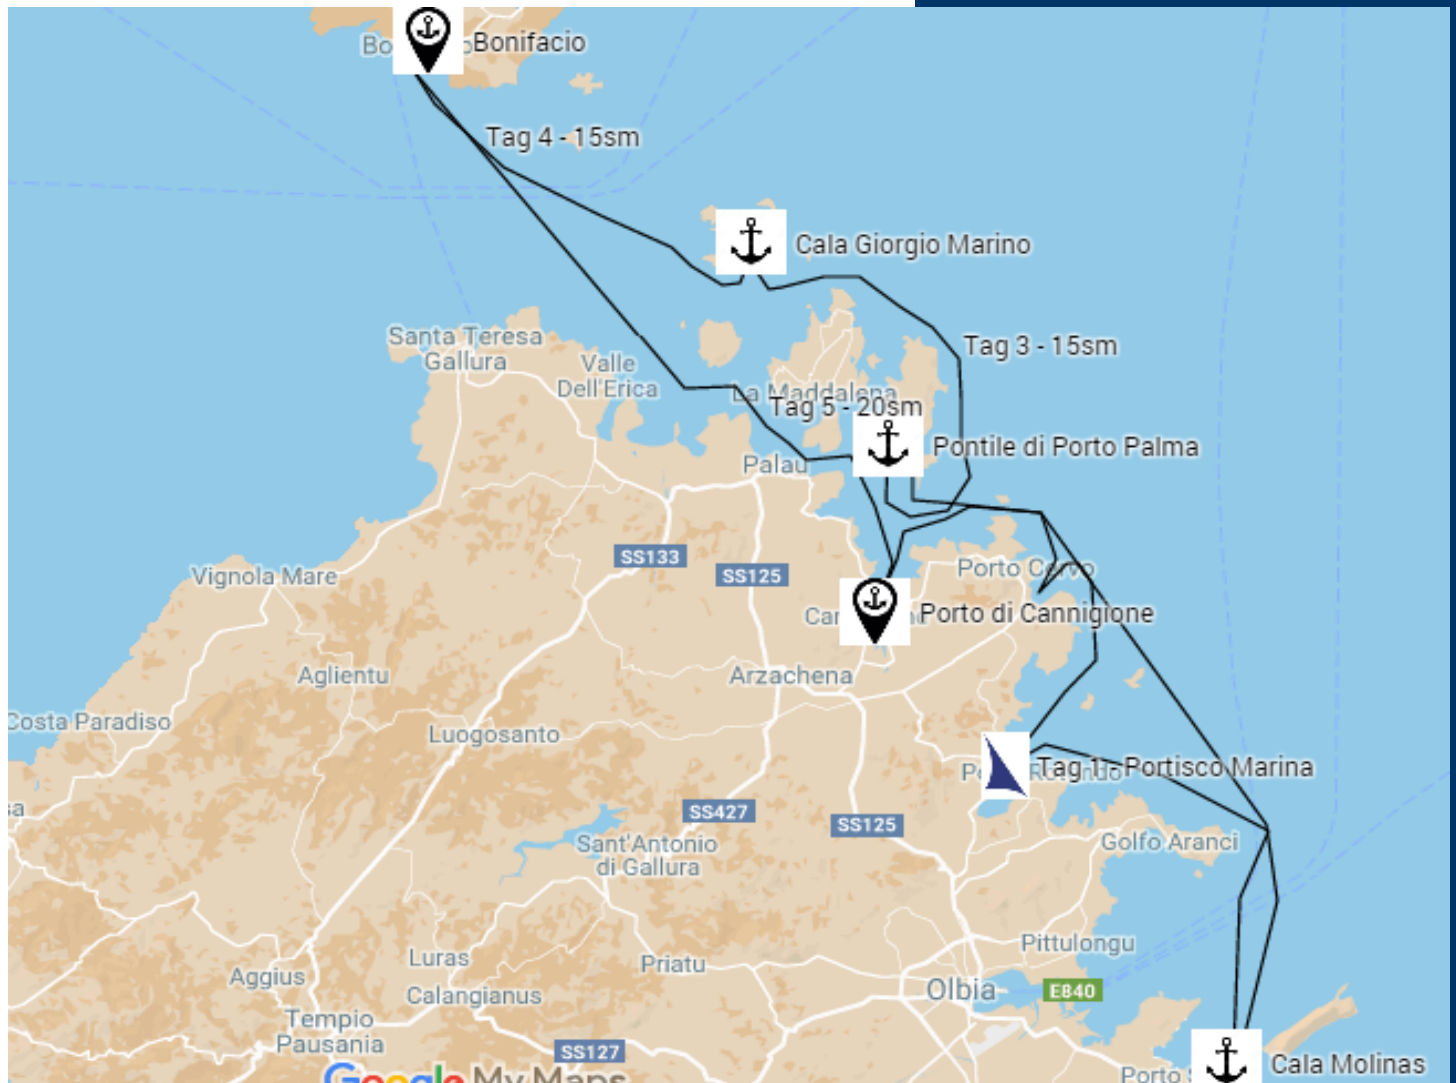 Bonifacio
Tag 4 - 15sm
Cala Giorgio Marino
Santa Teresa
Gallura
Valle
Dell'Erica
Tag 3 - 15sm
La Maddalena
Tag 5 - 20sm
Pontile di Porto Palma
Palau
SS133
SS125
Vignola Mare
Porto Cervo
Porto di Cannigione
Aglientu
Arzachena
Costa Paradiso
Luogosanto
Tag 1 - Portisco Marina
SS427
SS125
Sant'Antonio
di Gallura
Golfo Aranci
Pittulongu
Luras
Priatu
Aggius
Calangianus
Olbia
E840
Tempio
Pausania
SS127
Cala Molinas
Porto
Google My Maps